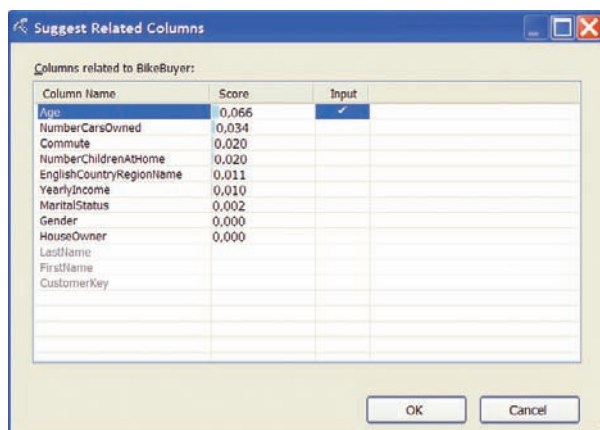 Suggest Related Columns
Columns related to BikeBuyer:
Column Name Score Input
Age 0,066
NumberCarsOwned 0,034
Commute 0.020
NumberChildrenAtHome 0.020
EnglishCountryRegionName 0.011
YearlyIncome 0,010
MaritalStatus 0,002
Gender 0,000
HouseOwner 0,000
LastName
FirstName
CustomerKey
OK Cancel